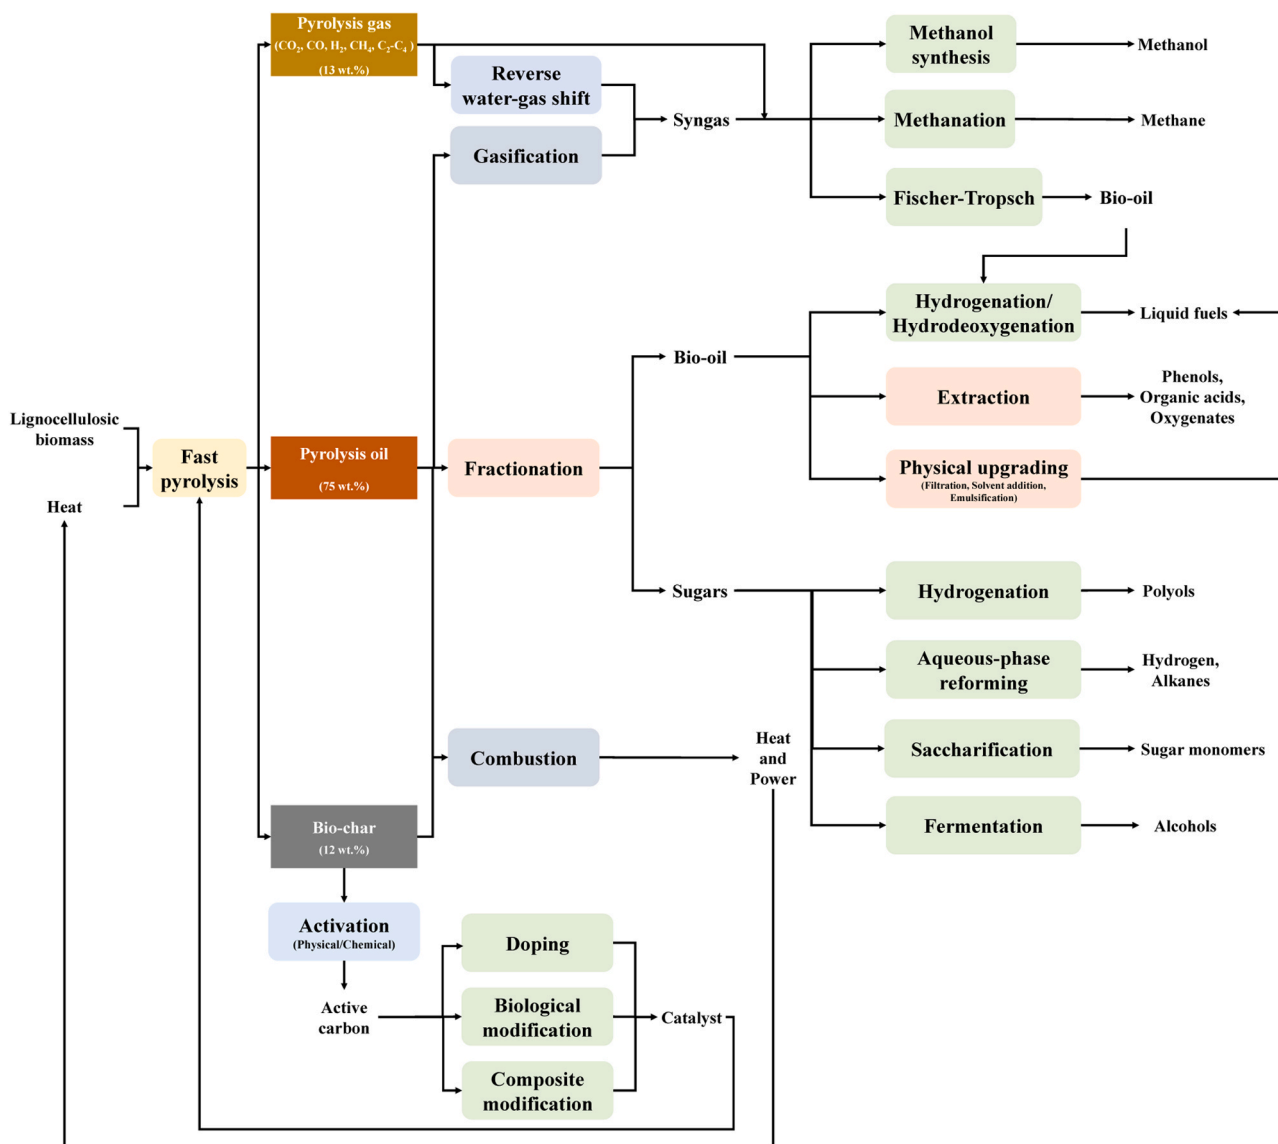 Pyrolysis gas
(CO₂, CO, H₂, CH₄, C₂-C₄ )
(13 wt.%)
Reverse
water-gas shift
Gasification
Syngas
Methanol
synthesis
Methanol
Methanation
Methane
Fischer-Tropsch
Bio-oil
Lignocellulosic
biomass
Heat
Fast
pyrolysis
Pyrolysis oil
(75 wt.%)
Fractionation
Bio-oil
Hydrogenation/
Hydrodeoxygenation
Liquid fuels
Extraction
Phenols,
Organic acids,
Oxygenates
Physical upgrading
(Filtration, Solvent addition,
Emulsification)
Sugars
Hydrogenation
Polyols
Aqueous-phase
reforming
Hydrogen,
Alkanes
Saccharification
Sugar monomers
Fermentation
Alcohols
Combustion
Heat
and
Power
Bio-char
(12 wt.%)
Activation
(Physical/Chemical)
Active
carbon
Doping
Biological
modification
Composite
modification
Catalyst